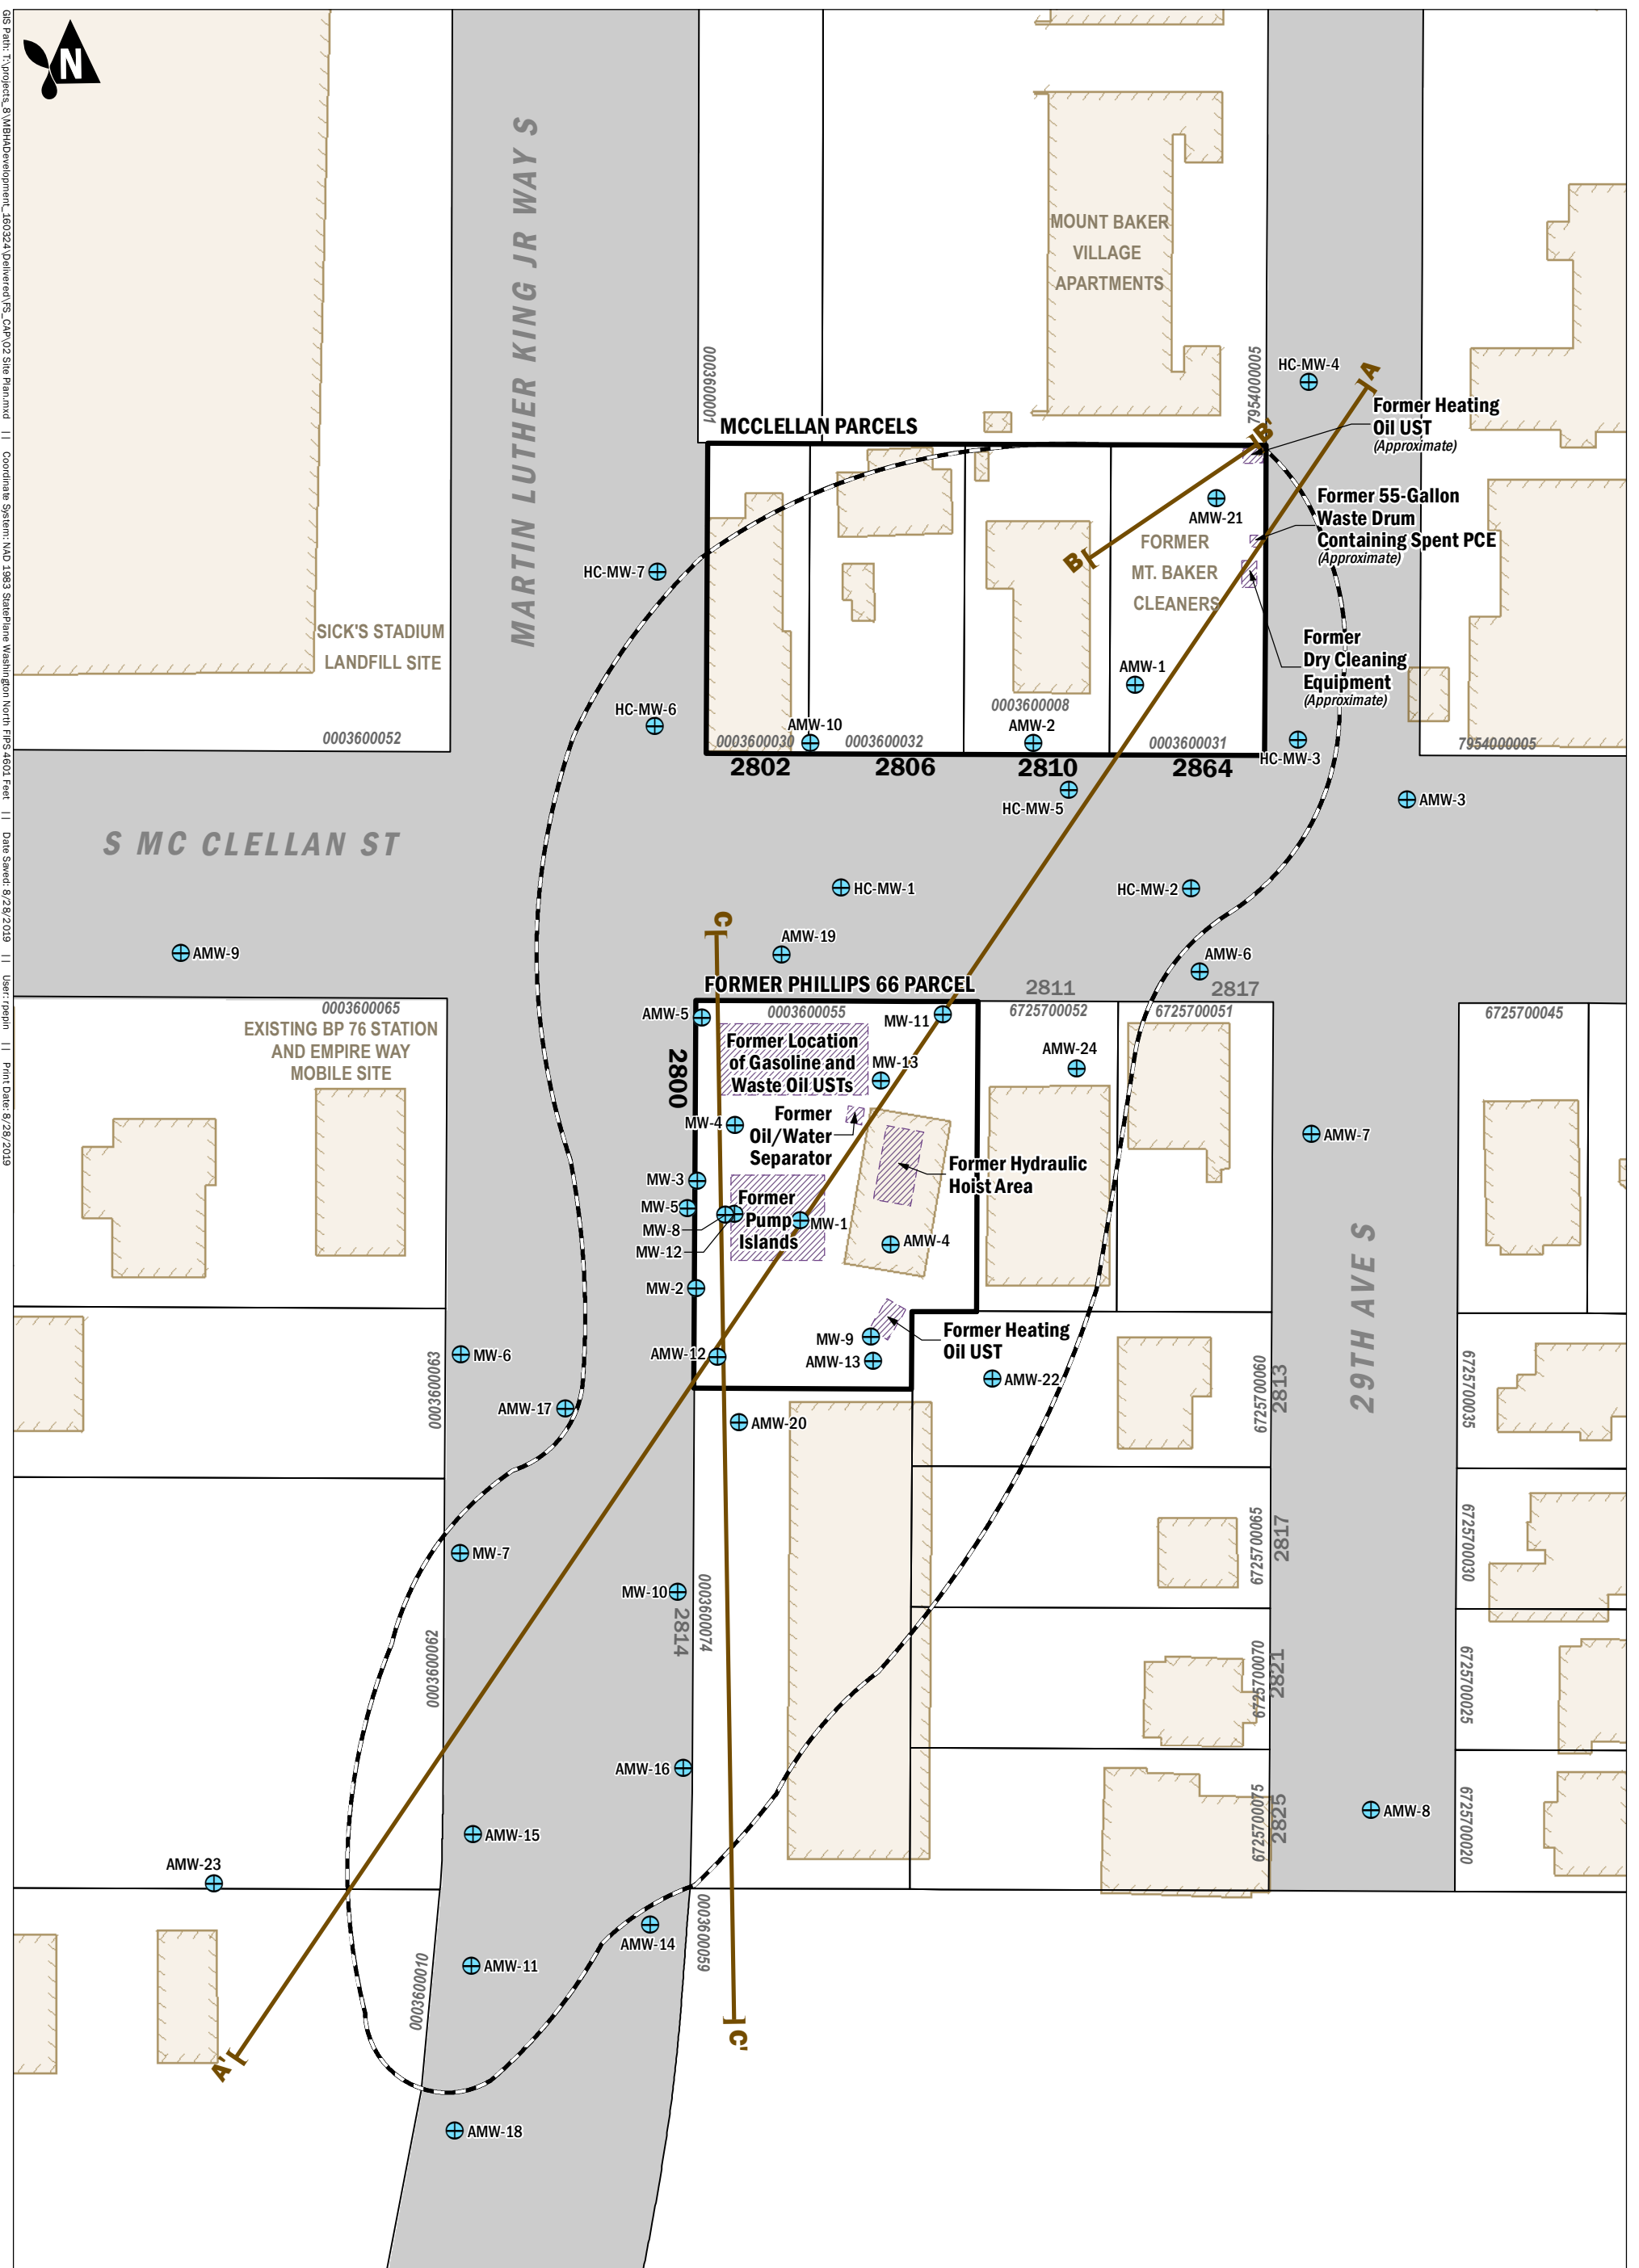 N
MARTIN LUTHER KING JR WAY S
MOUNT BAKER
VILLAGE
APARTMENTS
0003600001
7954000005
HC-MW-4
A
Former Heating
Oil UST
(Approximate)
MCCLELLAN PARCELS
B'
AMW-21
Former 55-Gallon
Waste Drum
Containing Spent PCE
(Approximate)
FORMER
MT. BAKER
CLEANERS
B
HC-MW-7
SICK'S STADIUM
LANDFILL SITE
Former
Dry Cleaning
Equipment
(Approximate)
AMW-1
HC-MW-6
0003600008
AMW-10
AMW-2
0003600052
0003600030
0003600032
0003600031
7954000005
HC-MW-3
2802
2806
2810
2864
HC-MW-5
AMW-3
S MC CLELLAN ST
HC-MW-1
HC-MW-2
C
AMW-19
AMW-9
AMW-6
FORMER PHILLIPS 66 PARCEL
2811
2817
0003600065
EXISTING BP 76 STATION
AND EMPIRE WAY
MOBILE SITE
AMW-5
0003600055
MW-11
6725700052
6725700051
6725700045
Former Location
of Gasoline and
Waste Oil USTs
MW-13
AMW-24
2800
MW-4
Former
Oil/Water
Separator
AMW-7
Former Hydraulic
Hoist Area
MW-3
MW-5
MW-8
MW-12
Former
Pump
Islands
MW-1
AMW-4
29TH AVE S
MW-2
MW-9
Former Heating
Oil UST
AMW-12
AMW-13
MW-6
AMW-22
0003600063
6725700060
2813
6725700035
AMW-17
AMW-20
MW-7
6725700065
2817
6725700030
MW-10
2814
0003600074
0003600062
6725700070
2821
6725700025
AMW-16
AMW-15
AMW-8
6725700075
2825
6725700020
AMW-23
AMW-14
0003600059
AMW-11
0003600010
C'
A'
AMW-18
GIS Path: T:\projects_8\MBHADevelopment_160324\Delivered\FS_CAP\02 Site Plan.mxd || Coordinate System: NAD 1983 StatePlane Washington North FIPS 4601 Feet || Date Saved: 8/28/2019 || User: rpepin || Print Date: 8/28/2019